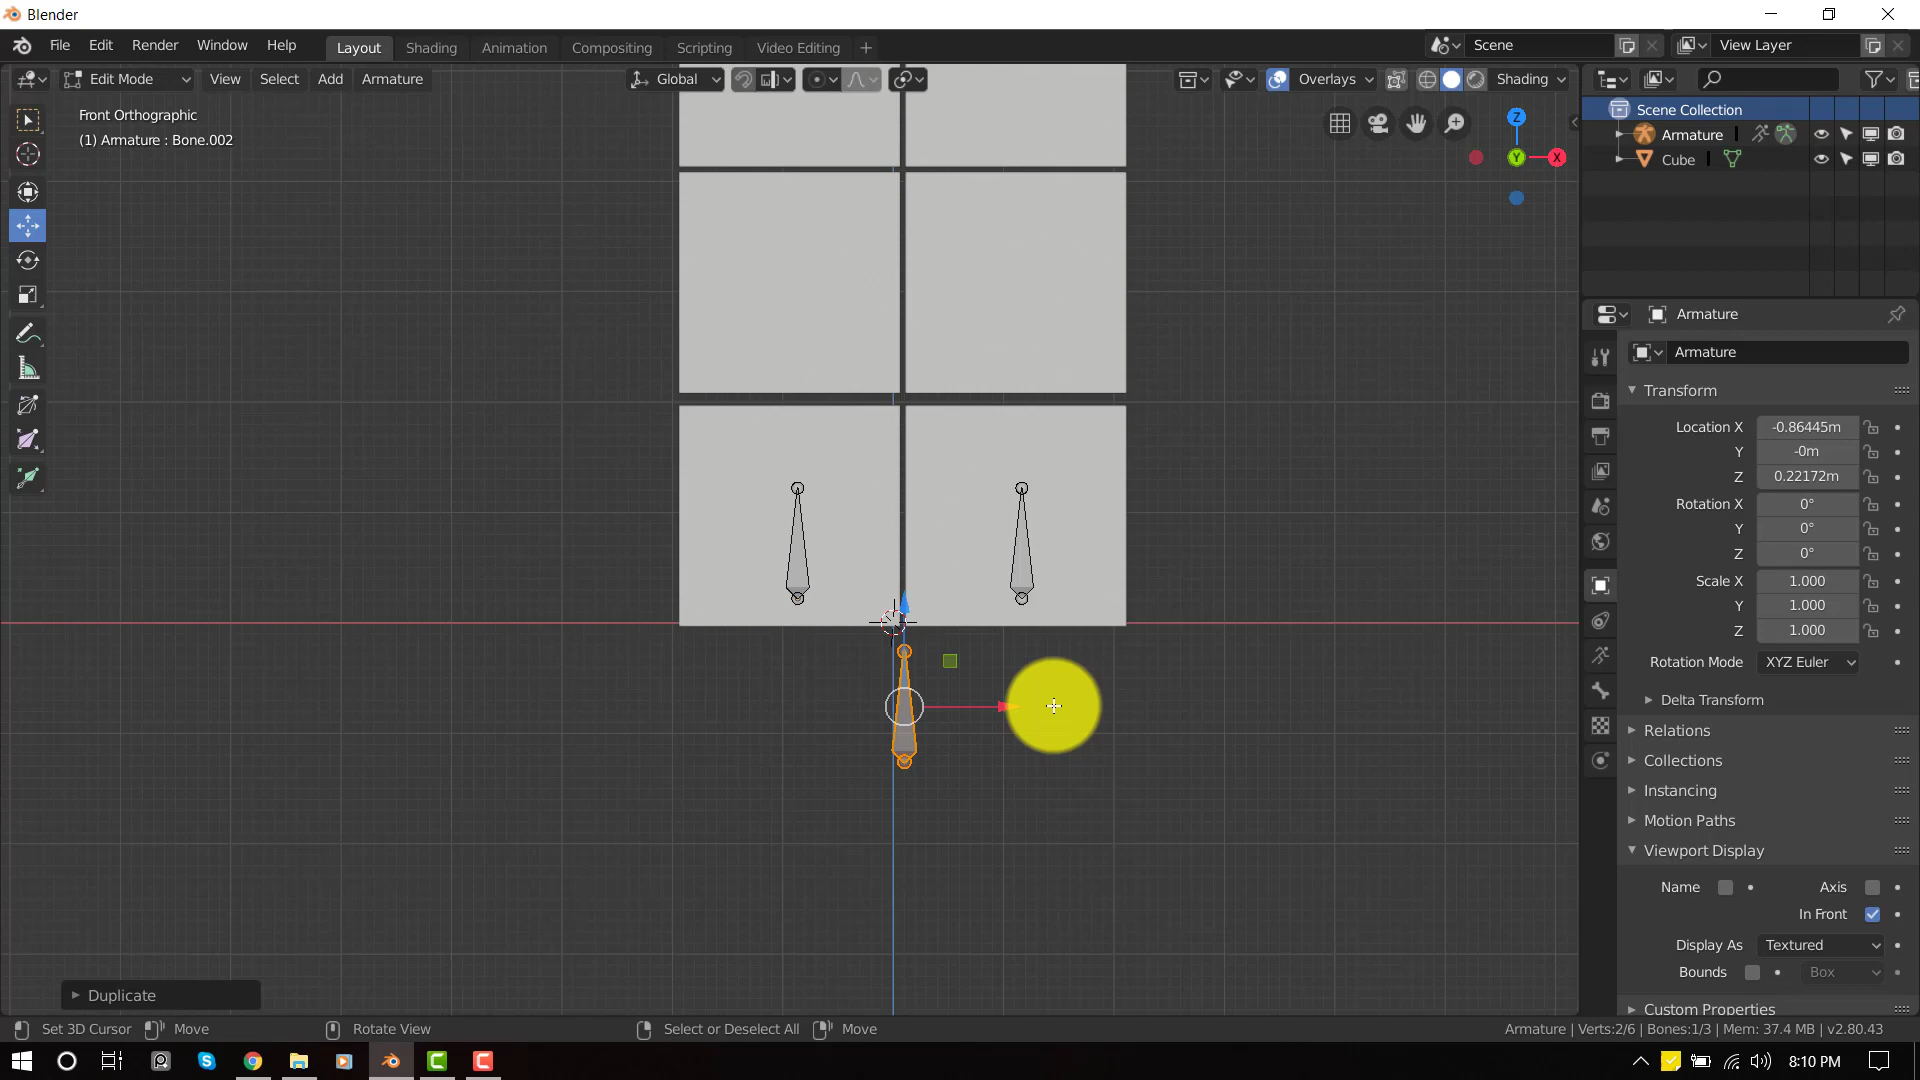 Blender
File Edit Render Window Help Layout Shading Animation Compositing Scripting Video Editing + Scene View Layer
Edit Mode View Select Add Armature Global Overlays Shading
Front Orthographic
(1) Armature : Bone.002
Z
Y
X
Scene Collection
Armature
Cube
Armature
Armature
Transform
Location X -0.86445m
Y -0m
Z 0.22172m
Rotation X 0°
Y 0°
Z 0°
Scale X 1.000
Y 1.000
Z 1.000
Rotation Mode XYZ Euler
Delta Transform
Relations
Collections
Instancing
Motion Paths
Viewport Display
Name Axis
In Front
Display As Textured
Bounds Box
Custom Properties
Duplicate
Set 3D Cursor Move Rotate View Select or Deselect All Move Armature | Verts:2/6 | Bones:1/3 | Mem: 37.4 MB | v2.80.43
8:10 PM